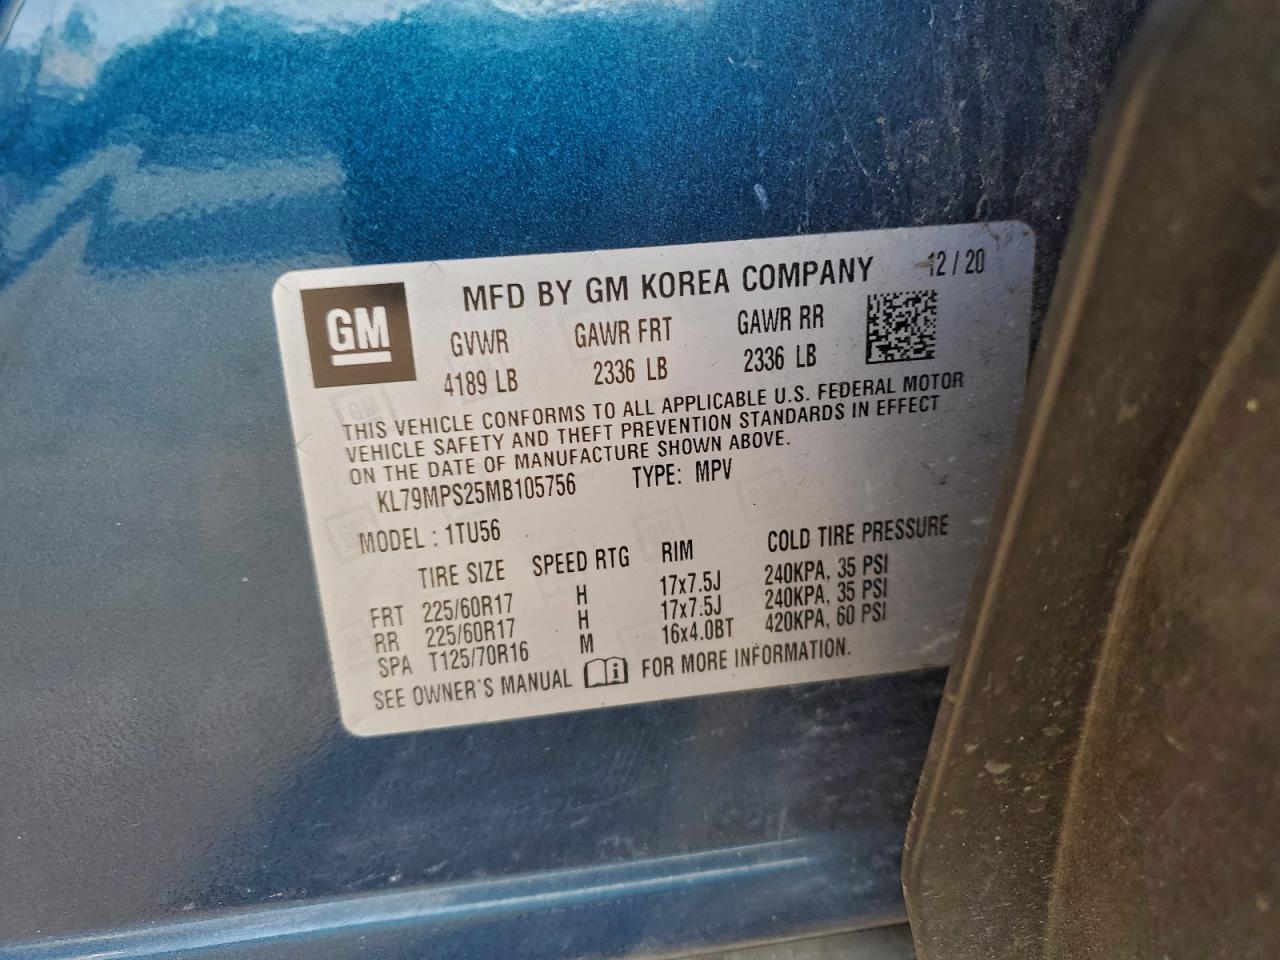 GM
MFD BY GM KOREA COMPANY 12/20
GVWR GAWR FRT GAWR RR
4189 LB 2336 LB 2336 LB
THIS VEHICLE CONFORMS TO ALL APPLICABLE U.S. FEDERAL MOTOR
VEHICLE SAFETY AND THEFT PREVENTION STANDARDS IN EFFECT
ON THE DATE OF MANUFACTURE SHOWN ABOVE.
KL79MPS25MB105756 TYPE: MPV
MODEL : 1TU56
TIRE SIZE SPEED RTG RIM COLD TIRE PRESSURE
FRT 225/60R17 H 17x7.5J 240KPA, 35 PSI
RR 225/60R17 H 17x7.5J 240KPA, 35 PSI
SPA T125/70R16 M 16x4.0BT 420KPA, 60 PSI
SEE OWNER'S MANUAL i FOR MORE INFORMATION.